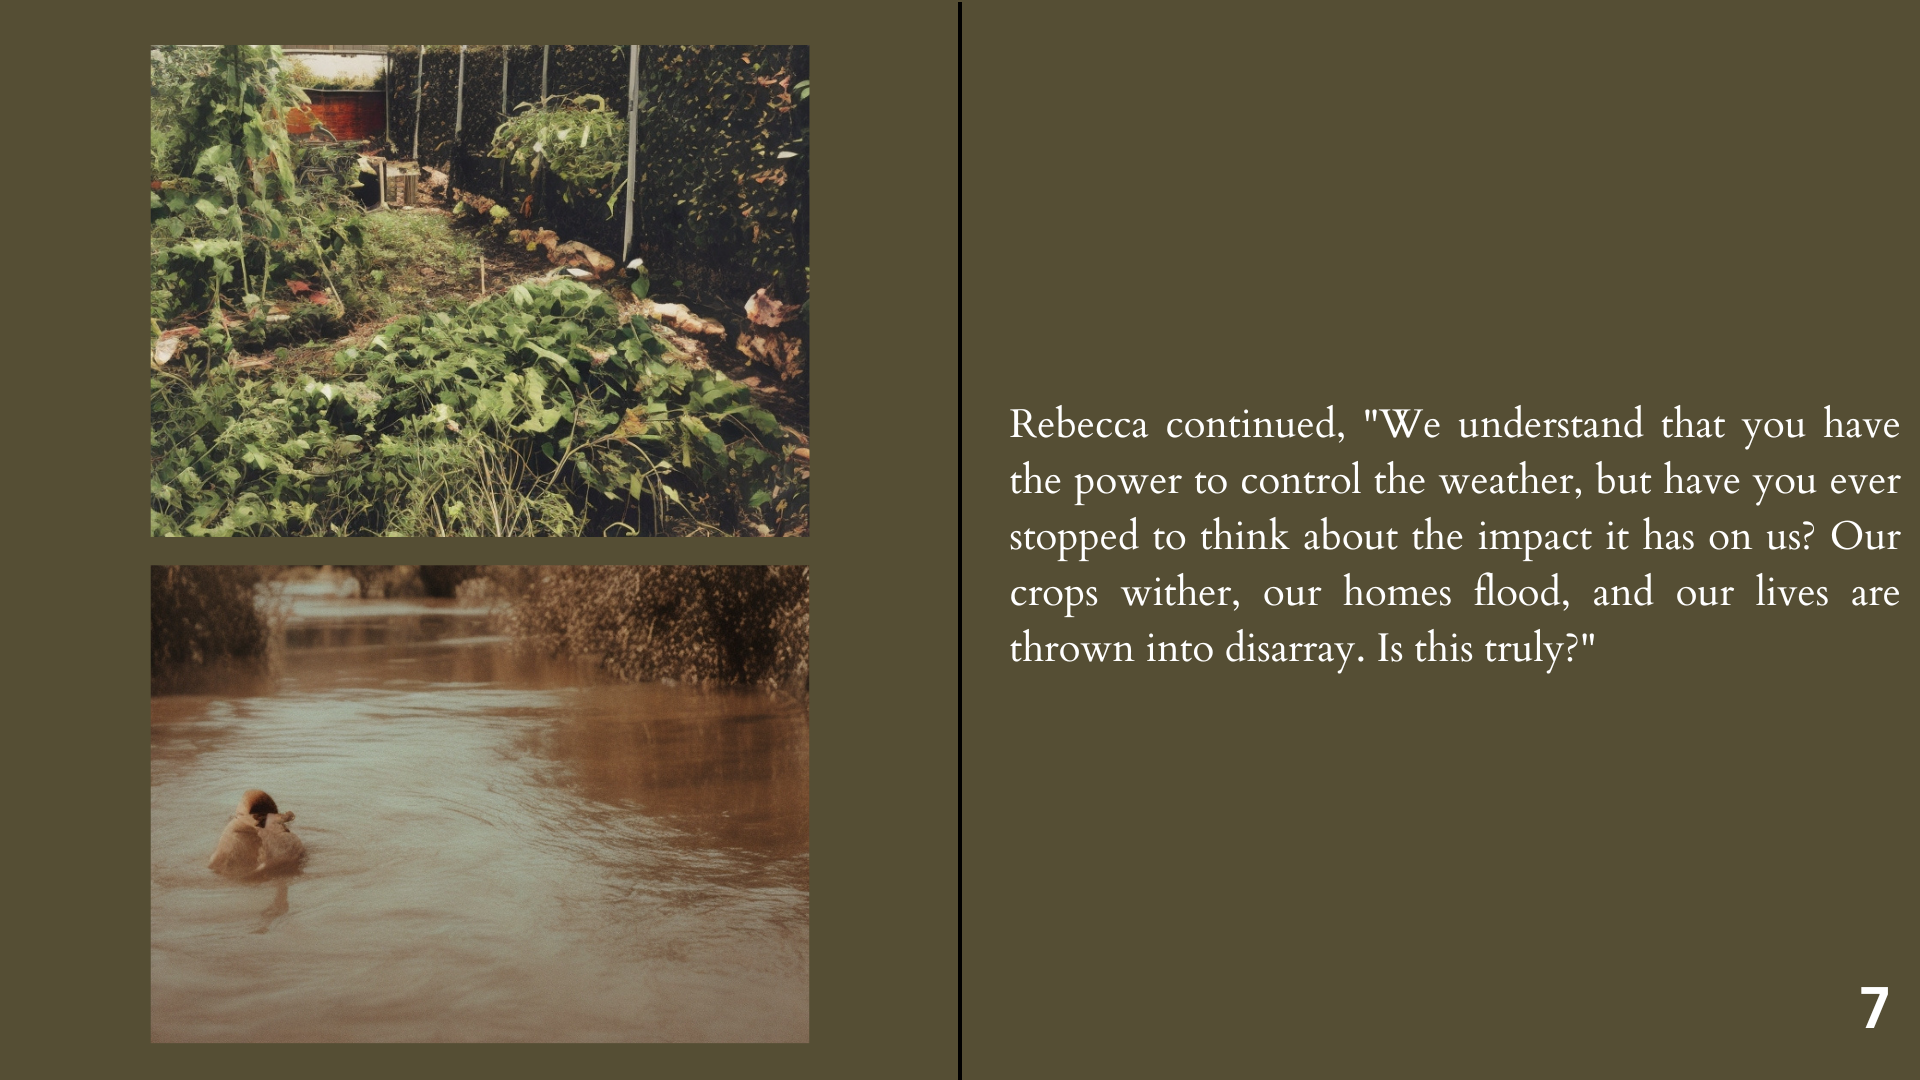 Rebecca continued, "We understand that you have
the power to control the weather, but have you ever
stopped to think about the impact it has on us? Our
crops wither, our homes flood, and our lives are
thrown into disarray. Is this truly?"
7